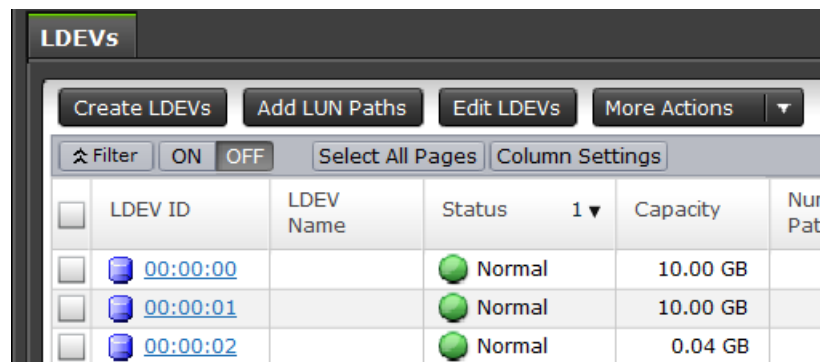 LDEVs
Create LDEVs Add LUN Paths Edit LDEVs More Actions
Filter ON OFF Select All Pages Column Settings
LDEV ID LDEV Name Status 1 Capacity
00:00:00 Normal 10.00 GB
00:00:01 Normal 10.00 GB
00:00:02 Normal 0.04 GB